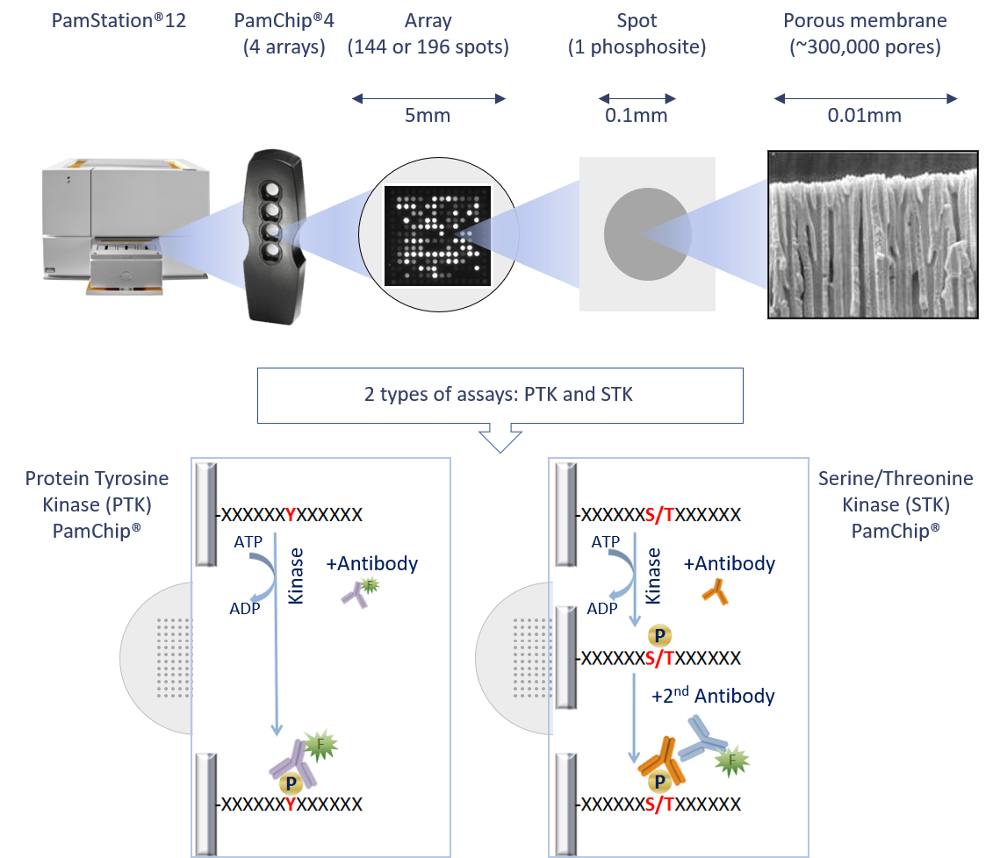 PamStation®12
PamChip®4
(4 arrays)
Array
(144 or 196 spots)
Spot
(1 phosphosite)
Porous membrane
(~300,000 pores)
5mm
0.1mm
0.01mm
2 types of assays: PTK and STK
Protein Tyrosine
Kinase (PTK)
PamChip®
-XXXXXXYXXXXXX
ATP
ADP
Kinase
+Antibody
F
F
P
-XXXXXXYXXXXXX
Serine/Threonine
Kinase (STK)
PamChip®
-XXXXXXS/TXXXXXX
ATP
ADP
Kinase
+Antibody
P
-XXXXXXS/TXXXXXX
+2nd Antibody
F
P
-XXXXXXS/TXXXXXX